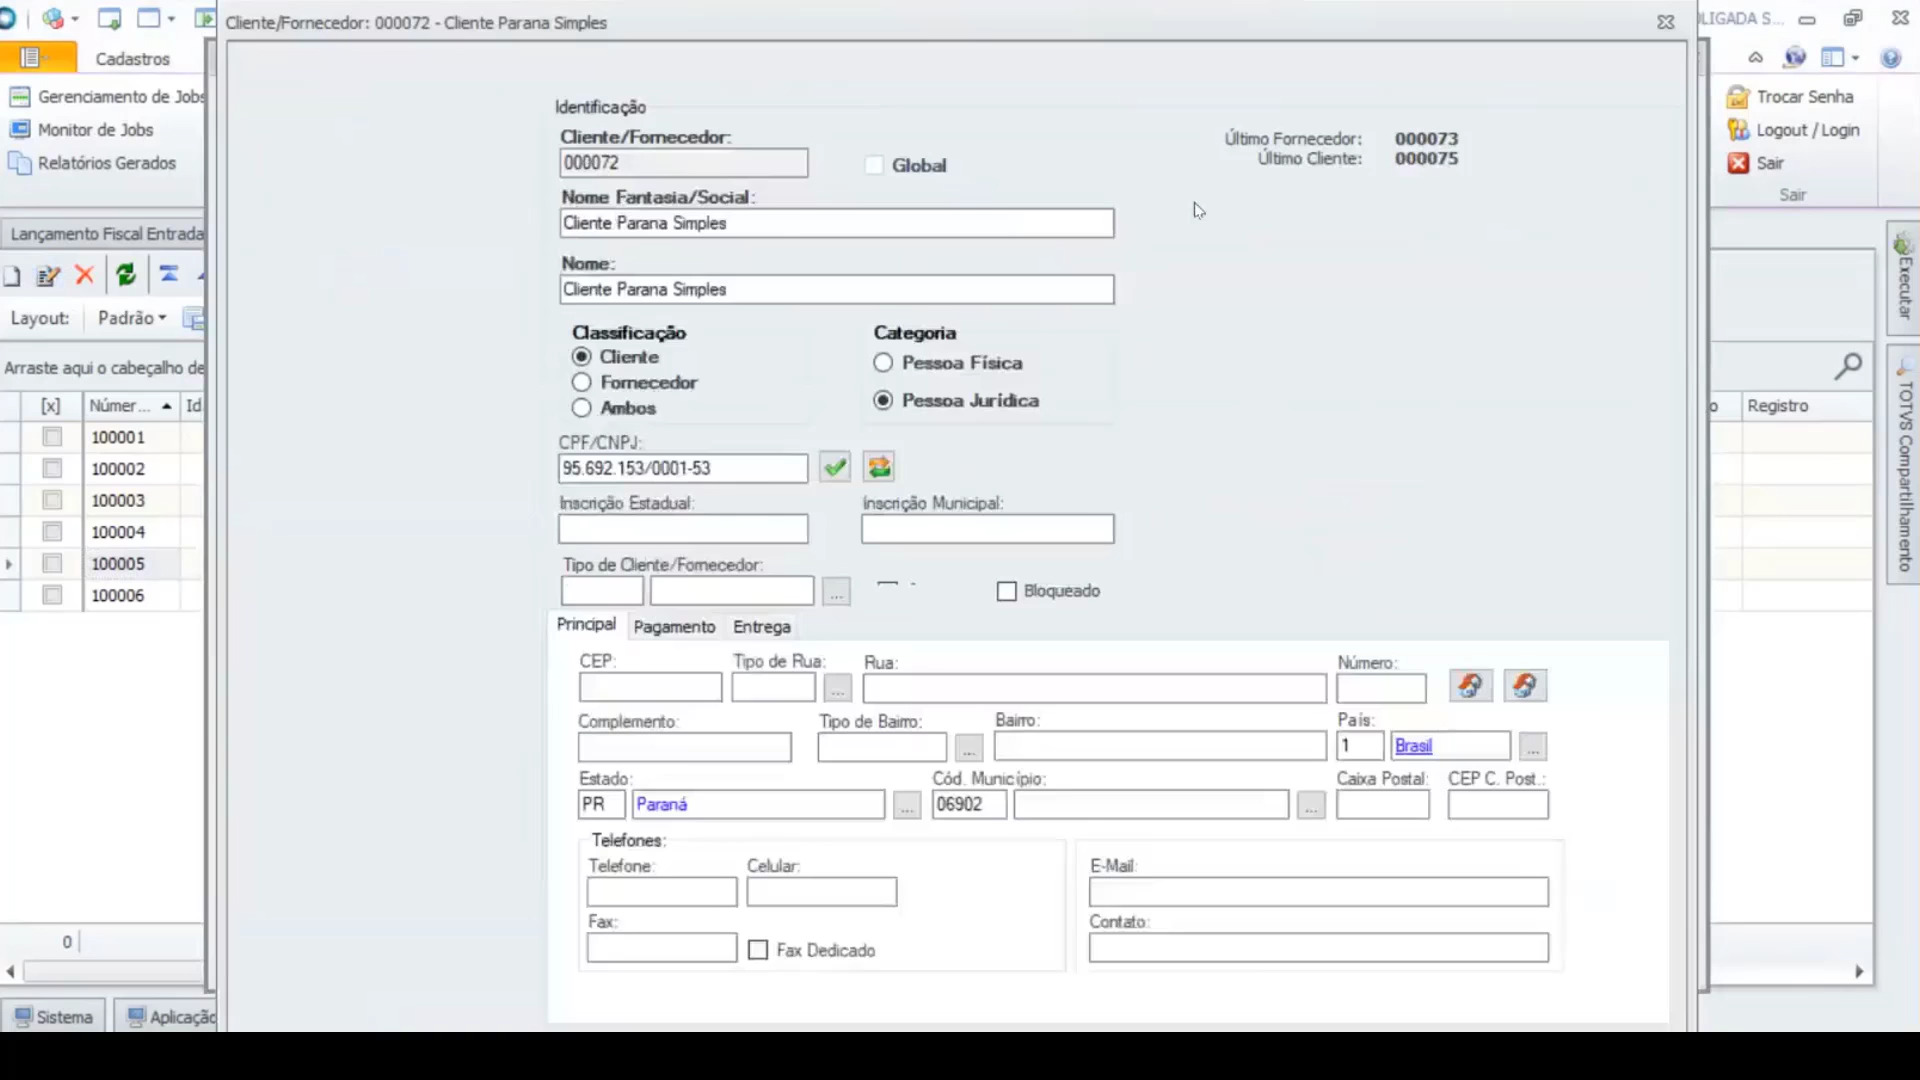 Cliente/Fornecedor: 000072 - Cliente Parana Simples
LIGADA S...
Cadastros
Gerenciamento de Jobs
Monitor de Jobs
Relatórios Gerados
Trocar Senha
Logout / Login
Sair
Sair
Identificação
Cliente/Fornecedor:
000072
Global
Último Fornecedor: 000073
Último Cliente: 000075
Nome Fantasia/Social:
Cliente Parana Simples
Nome:
Cliente Parana Simples
Classificação
Cliente
Fornecedor
Ambos
Categoria
Pessoa Física
Pessoa Jurídica
CPF/CNPJ:
95.692.153/0001-53
Inscrição Estadual:
Inscrição Municipal:
Tipo de Cliente/Fornecedor:
...
Bloqueado
Principal
Pagamento
Entrega
CEP:
Tipo de Rua:
...
Rua:
Número:
Complemento:
Tipo de Bairro:
...
Bairro:
País:
1
Brasil
...
Estado:
PR
Paraná
...
Cód. Município:
06902
...
Caixa Postal:
CEP C. Post.:
Telefones:
Telefone:
Celular:
Fax:
Fax Dedicado
E-Mail:
Contato:
Lançamento Fiscal Entrada
Layout: Padrão
Arraste aqui o cabeçalho de
[x] Númer... Id
100001
100002
100003
100004
100005
100006
0
Sistema
Aplicação
o
Registro
Executar
TOTVS Compartilhamento